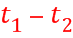 t₁ – t₂